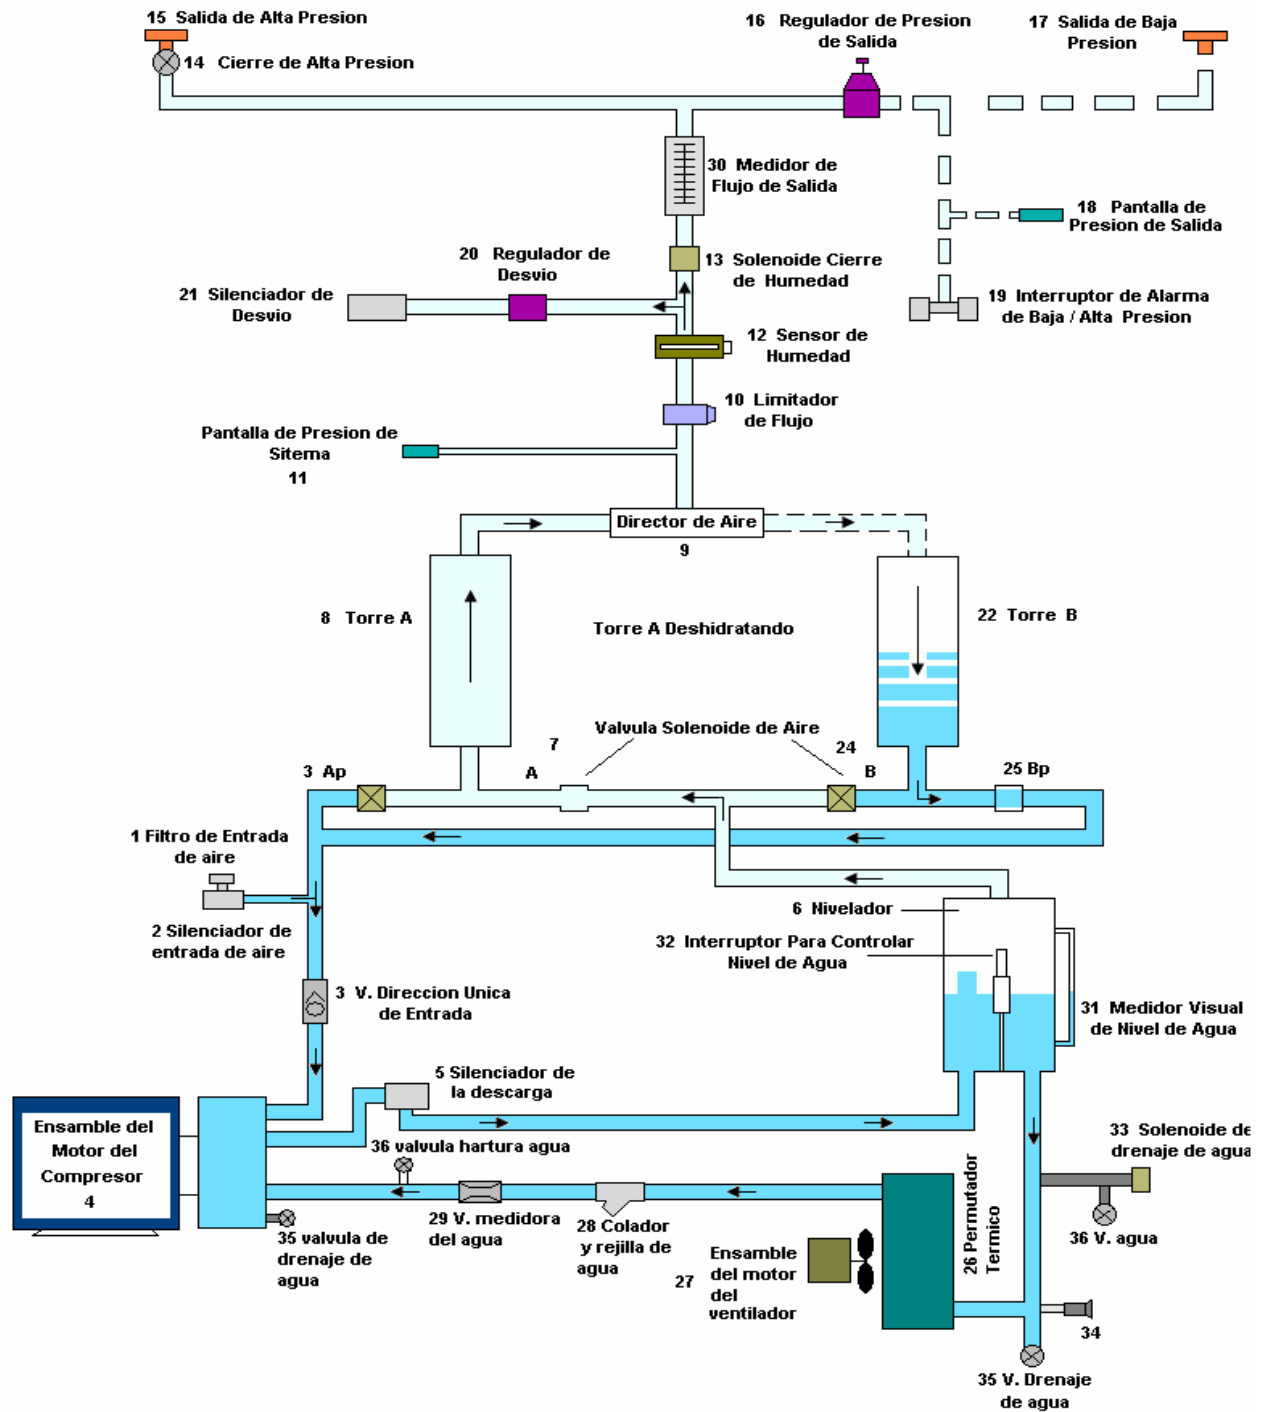 15 Salida de Alta Presion
14 Cierre de Alta Presion
16 Regulador de Presion
de Salida
17 Salida de Baja
Presion
30 Medidor de
Flujo de Salida
18 Pantalla de
Presion de Salida
20 Regulador de
Desvio
13 Solenoide Cierre
de Humedad
21 Silenciador de
Desvio
19 Interruptor de Alarma
de Baja / Alta Presion
12 Sensor de
Humedad
10 Limitador
de Flujo
Pantalla de Presion de
Sitema
11
Director de Aire
9
8 Torre A
Torre A Deshidratando
22 Torre B
Valvula Solenoide de Aire
7
24
3 Ap
A
B
25 Bp
1 Filtro de Entrada
de aire
2 Silenciador de
entrada de aire
6 Nivelador
32 Interruptor Para Controlar
Nivel de Agua
3 V. Direccion Unica
de Entrada
31 Medidor Visual
de Nivel de Agua
5 Silenciador de
la descarga
Ensamble del
Motor del
Compresor
4
36 valvula hartura agua
33 Solenoide de
drenaje de agua
35 valvula de
drenaje de
agua
29 V. medidora
del agua
28 Colador
y rejilla de
agua
27
Ensamble
del motor
del
ventilador
26 Permutador
Termico
36 V. agua
34
35 V. Drenaje
de agua